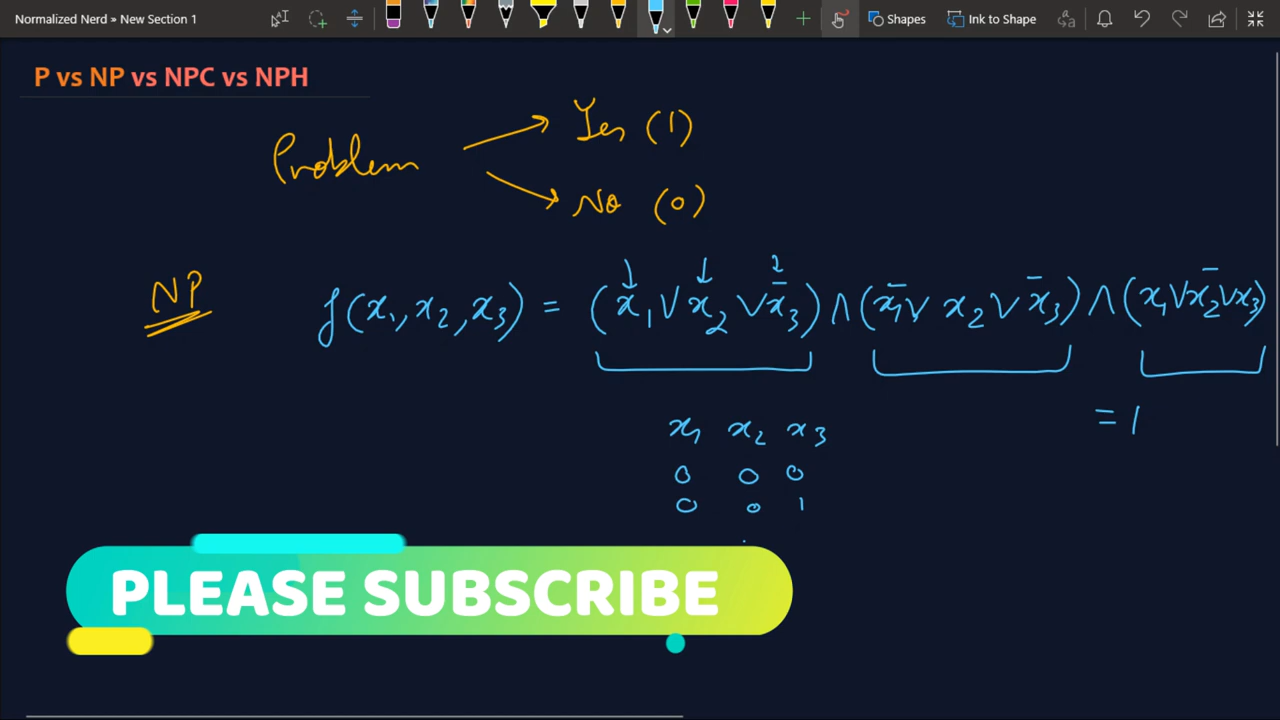 Normalized Nerd » New Section 1
Shapes
Ink to Shape
P vs NP vs NPC vs NPH
Problem
Yes (1)
No (0)
NP
f(x₁, x₂, x₃) = (x₁ ∨ x₂ ∨ x̄₃) ∧ (x̄₁ ∨ x₂ ∨ x̄₃) ∧ (x₁ ∨ x̄₂ ∨ x₃)
= 1
x₁ x₂ x₃
0 0 0
0 0 1
PLEASE SUBSCRIBE